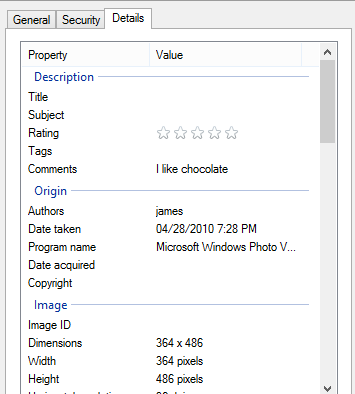 General Security Details
Property Value
Description
Title
Subject
Rating
Tags
Comments I like chocolate
Origin
Authors james
Date taken 04/28/2010 7:28 PM
Program name Microsoft Windows Photo V...
Date acquired
Copyright
Image
Image ID
Dimensions 364 x 486
Width 364 pixels
Height 486 pixels